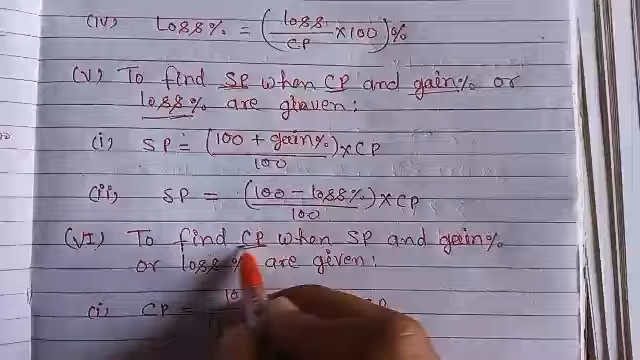 (iv) Loss% = (loss/CP ×100)%
(V) To find SP when CP and gain% or
loss% are giaven:
(i) SP = (100 + gain%/100)×CP
(ii) SP = (100 - loss%/100)×CP
(VI) To find CP when SP and gain%
or loss% are given:
(i) CP =